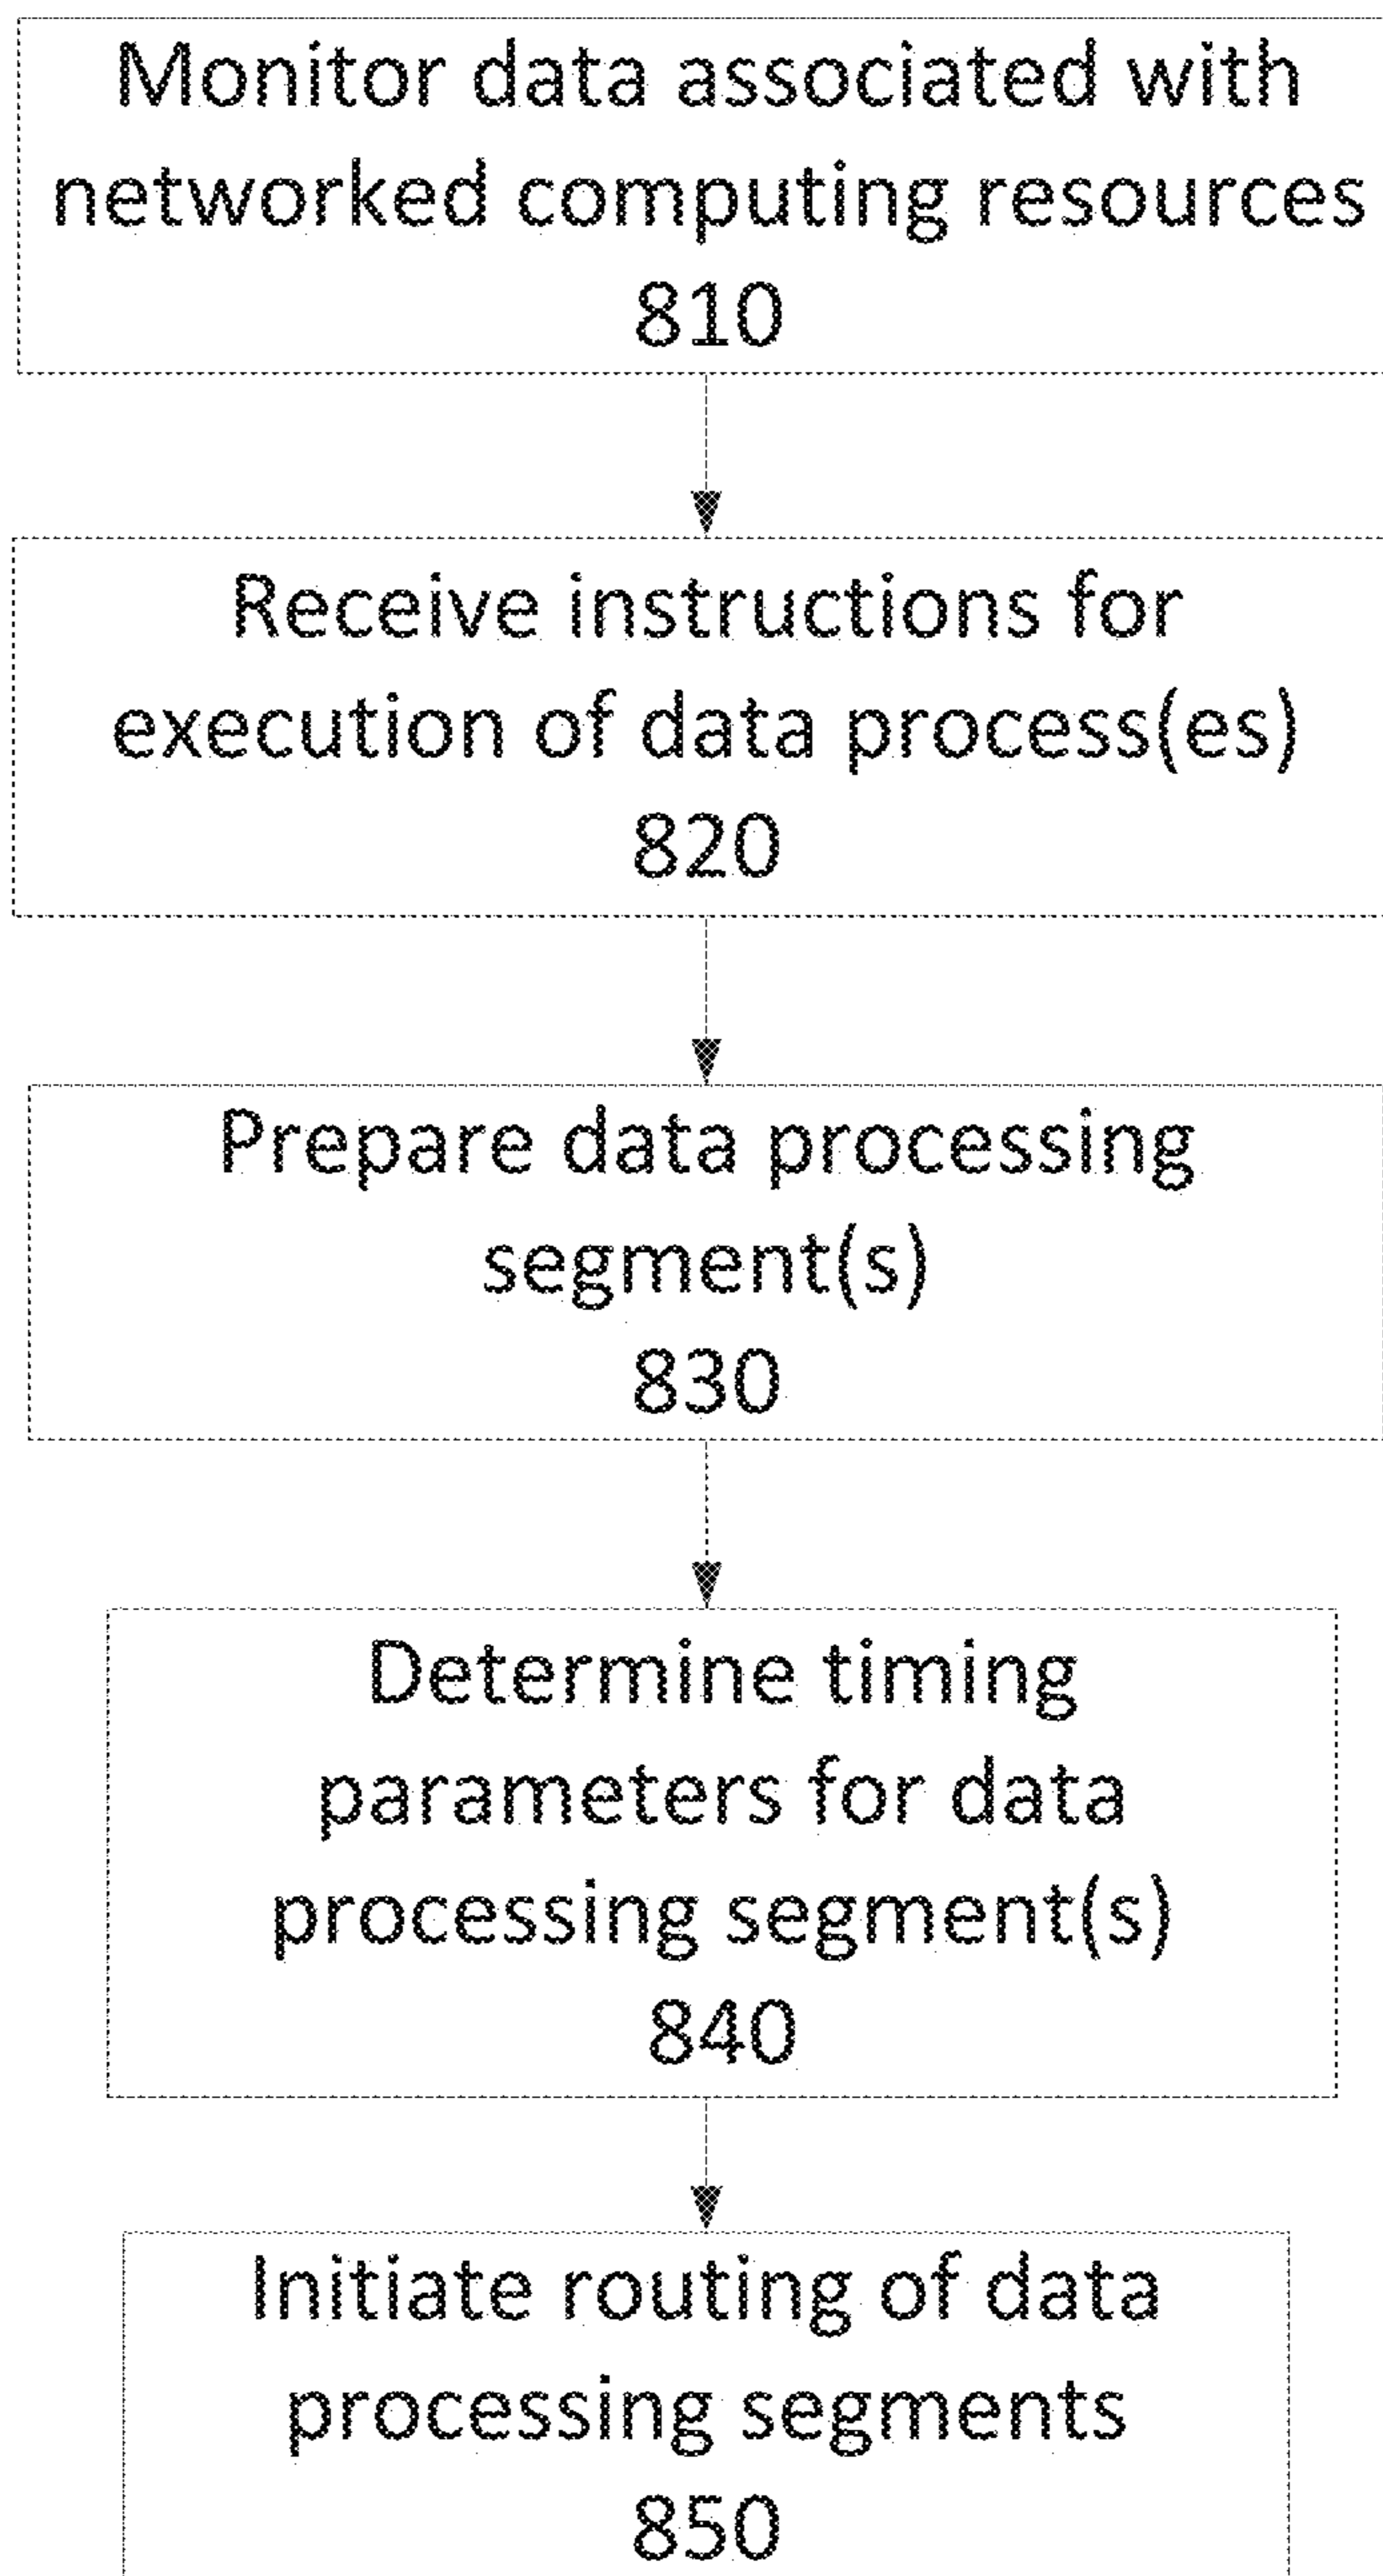 Monitor data associated with
networked computing resources
810
Receive instructions for
execution of data process(es)
820
Prepare data processing
segment(s)
830
Determine timing
parameters for data
processing segment(s)
840
Initiate routing of data
processing segments
850